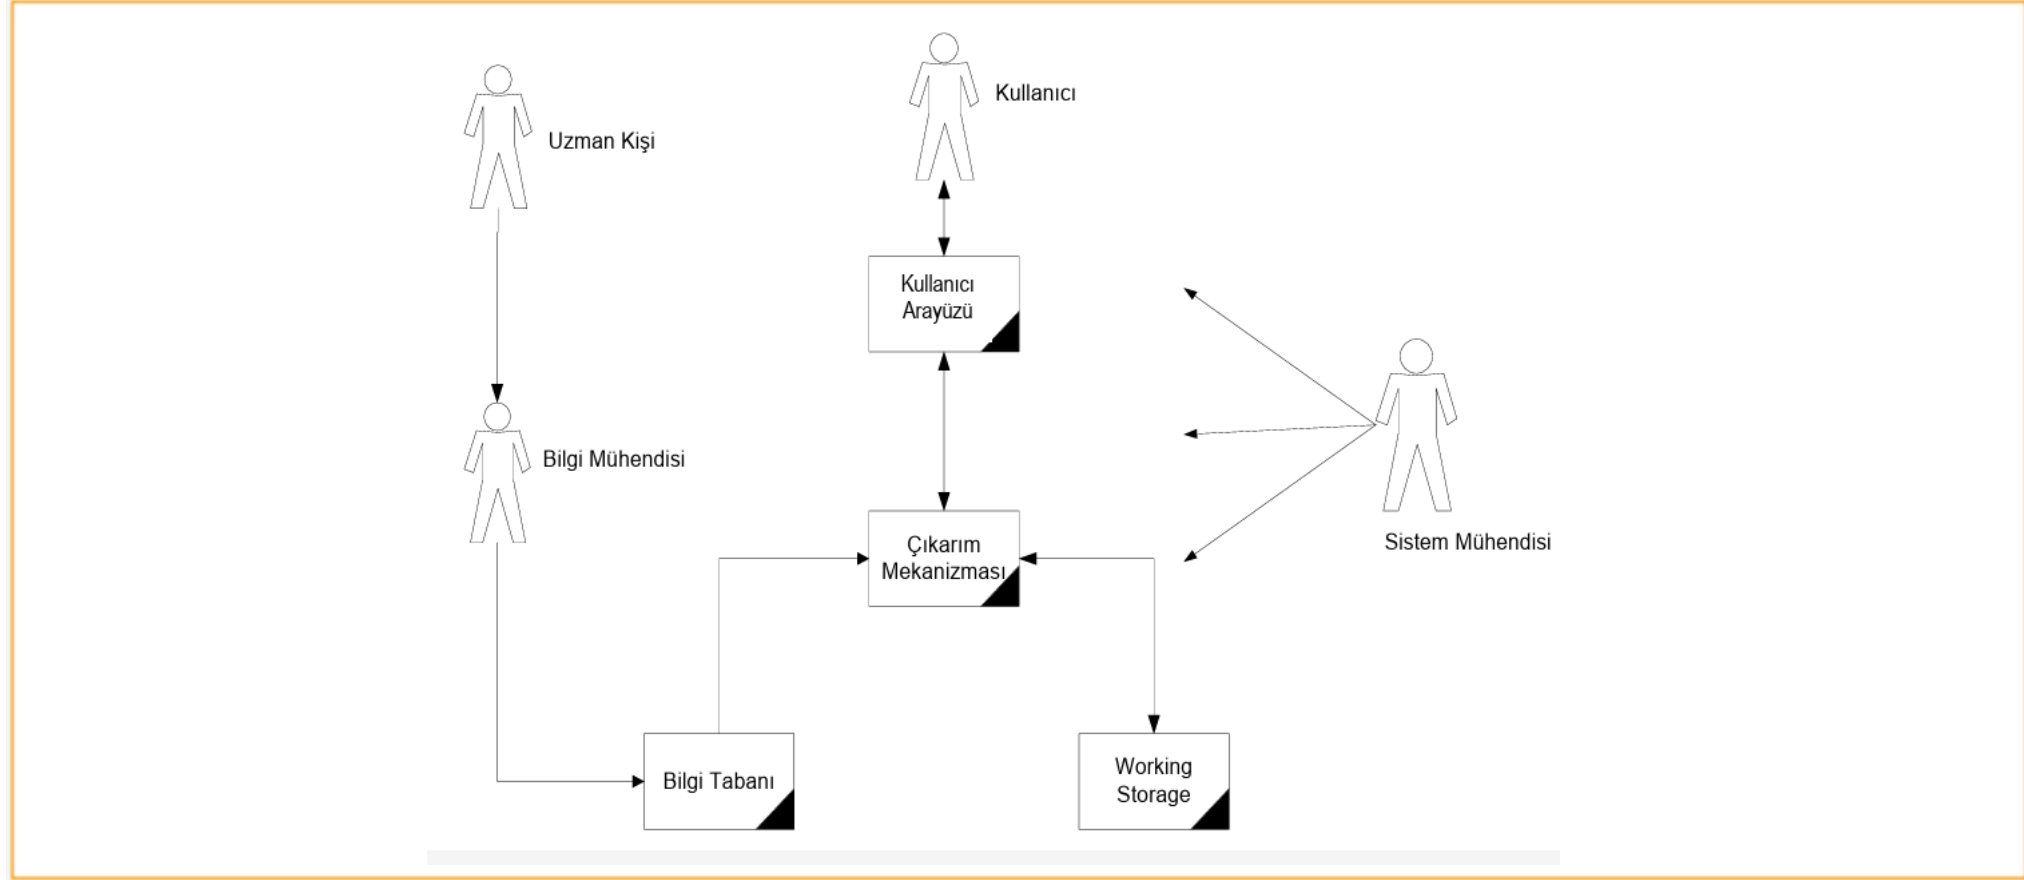 Kullanıcı
Uzman Kişi
Kullanıcı
Arayüzü
Bilgi Mühendisi
Sistem Mühendisi
Çıkarım
Mekanizması
Bilgi Tabanı
Working
Storage